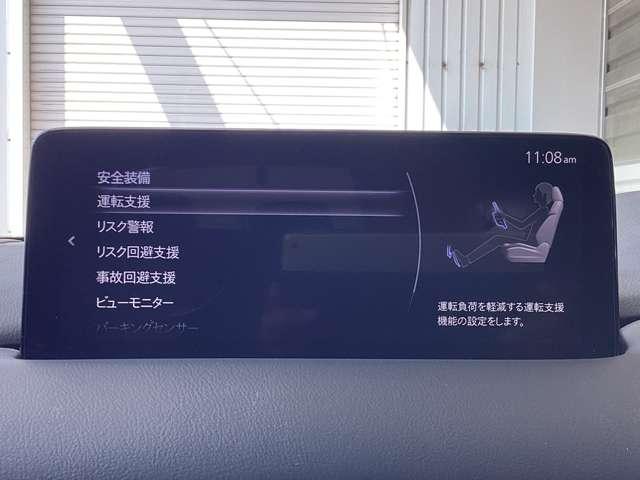 11:08am
安全装備
運転支援
リスク警報
リスク回避支援
事故回避支援
ビューモニター
パーキングセンサー
運転負荷を軽減する運転支援
機能の設定をします。